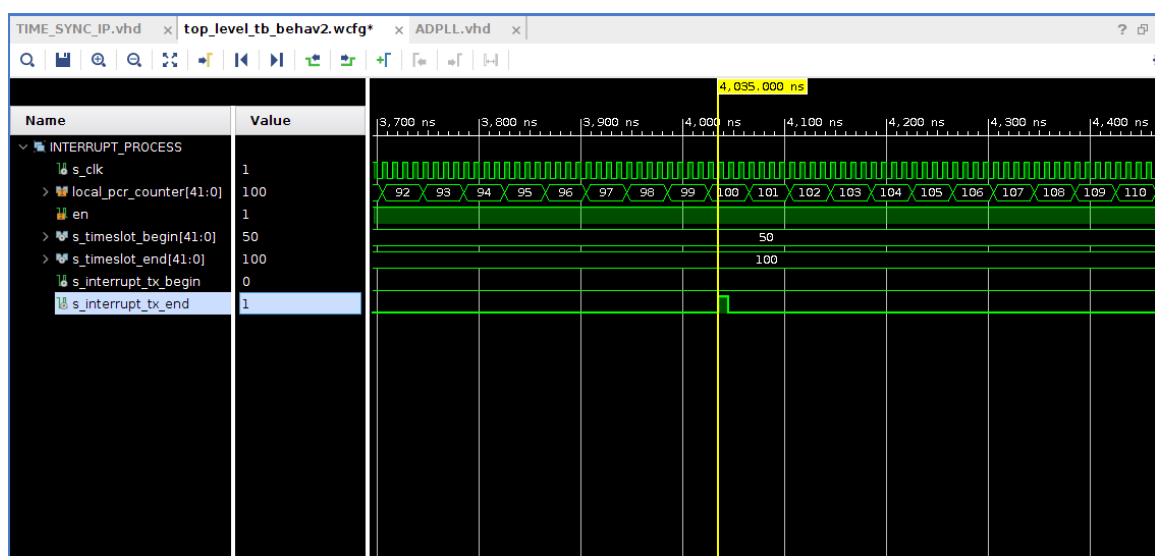 TIME_SYNC_IP.vhd × top_level_tb_behav2.wcfg* × ADPLL.vhd × ?
4,035.000 ns
Name Value
3,700 ns 3,800 ns 3,900 ns 4,000 ns 4,100 ns 4,200 ns 4,300 ns 4,400 ns
INTERRUPT_PROCESS
s_clk 1
local_pcr_counter[41:0] 100 92 93 94 95 96 97 98 99 100 101 102 103 104 105 106 107 108 109 110
en 1
s_timeslot_begin[41:0] 50 50
s_timeslot_end[41:0] 100 100
s_interrupt_tx_begin 0
s_interrupt_tx_end 1